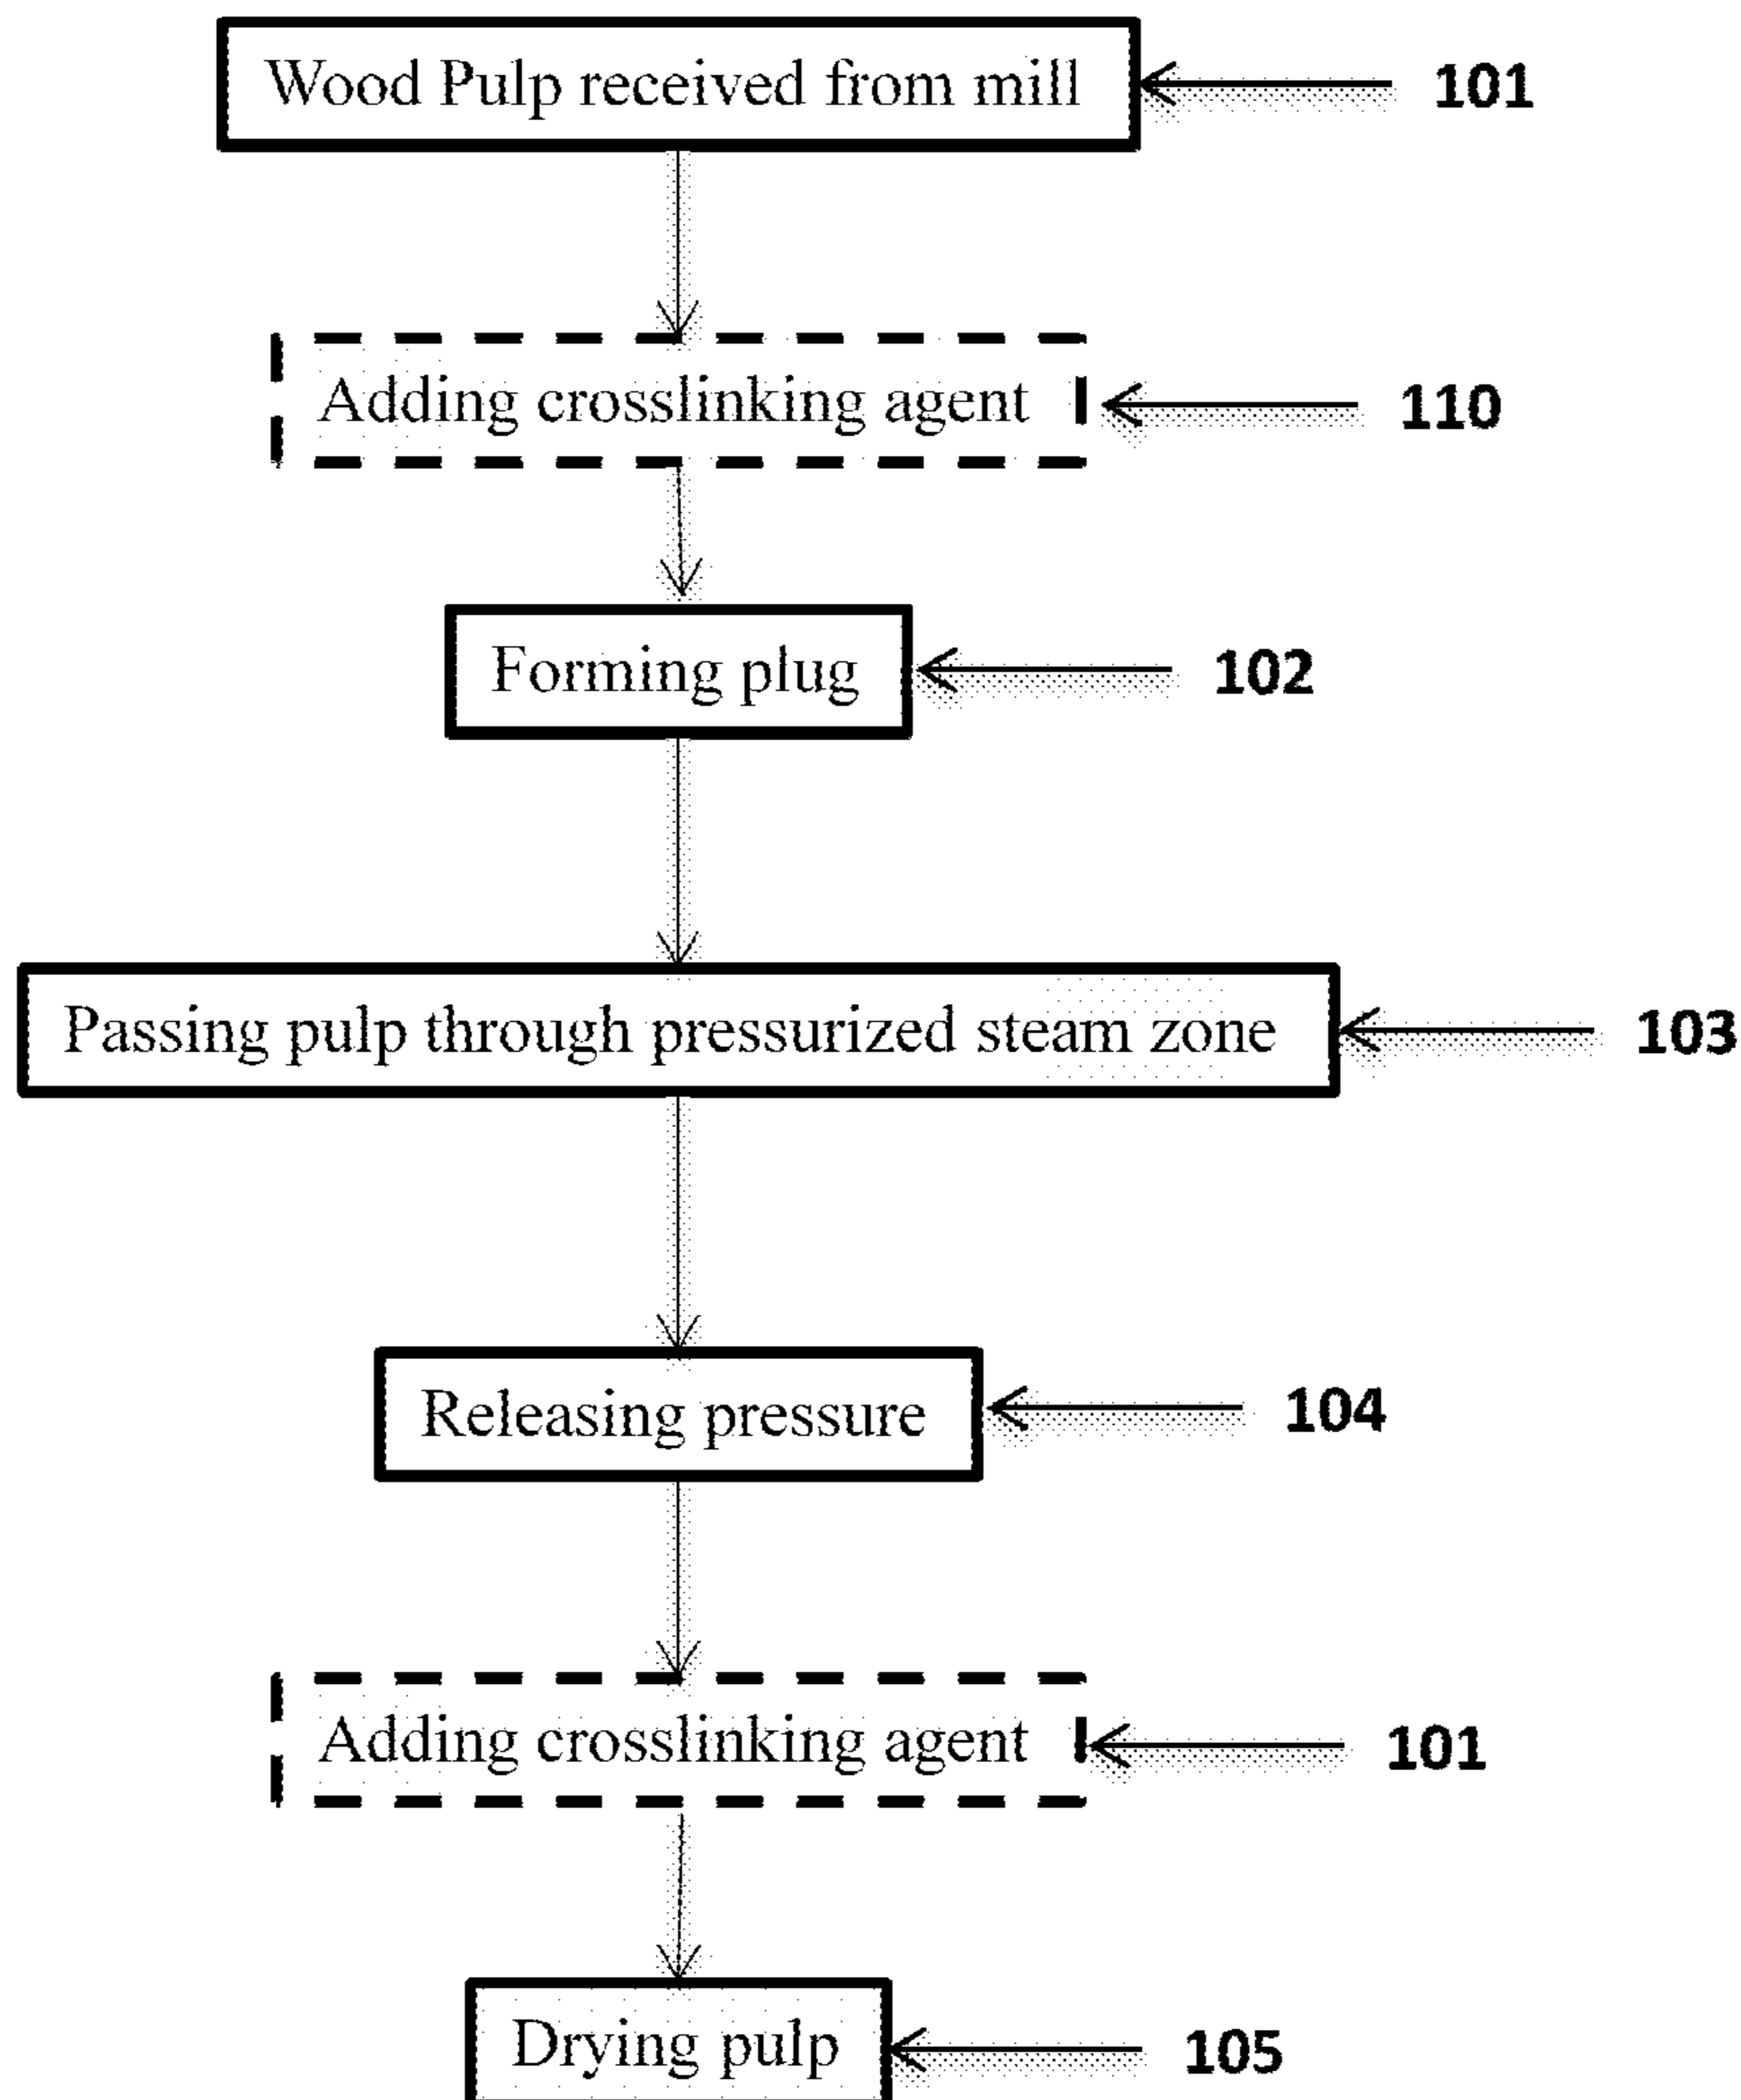 Wood Pulp received from mill 101
Adding crosslinking agent 110
Forming plug 102
Passing pulp through pressurized steam zone 103
Releasing pressure 104
Adding crosslinking agent 101
Drying pulp 105